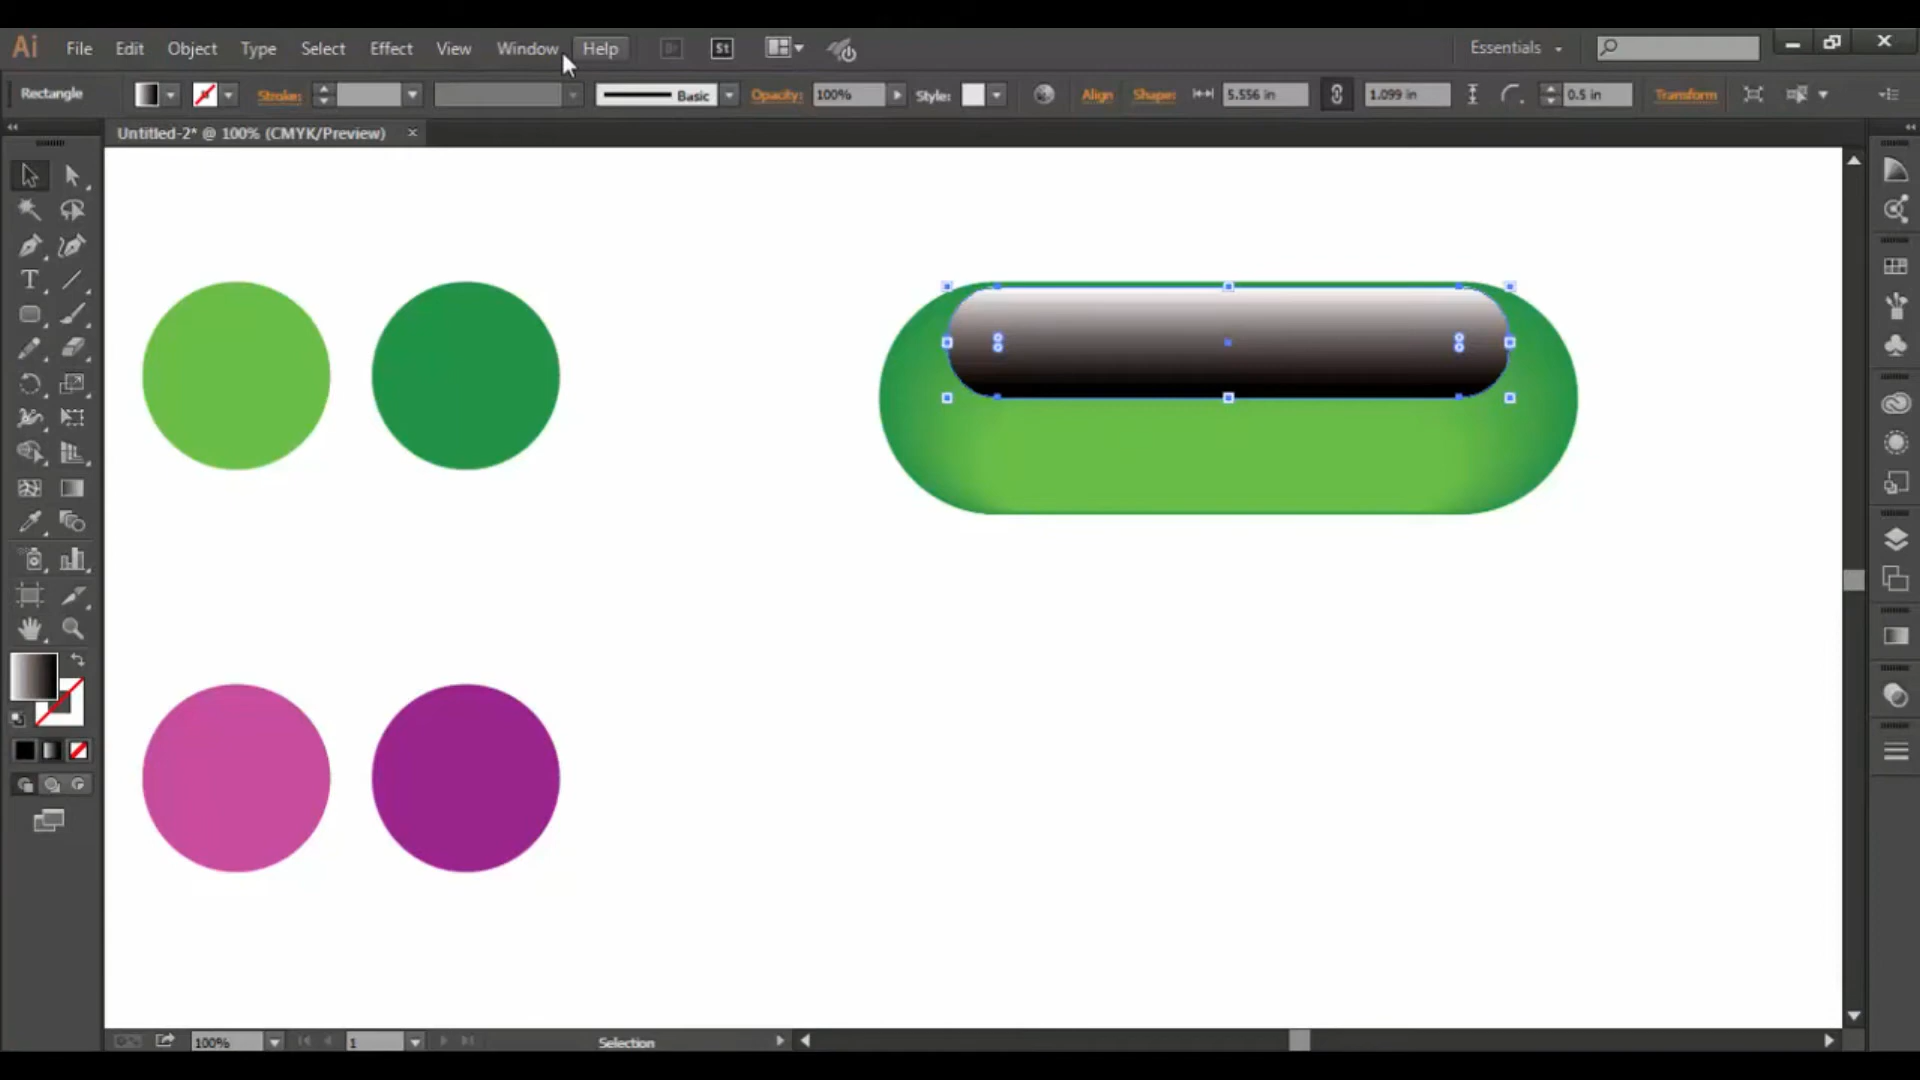 Ai File Edit Object Type Select Effect View Window Help Br St Essentials
Rectangle Stroke: Basic Opacity: 100% Style: Align Shape: 5.556 in 1.099 in 0.5 in Transform
Untitled-2* @ 100% (CMYK/Preview) ×
T
100% 1 Selection